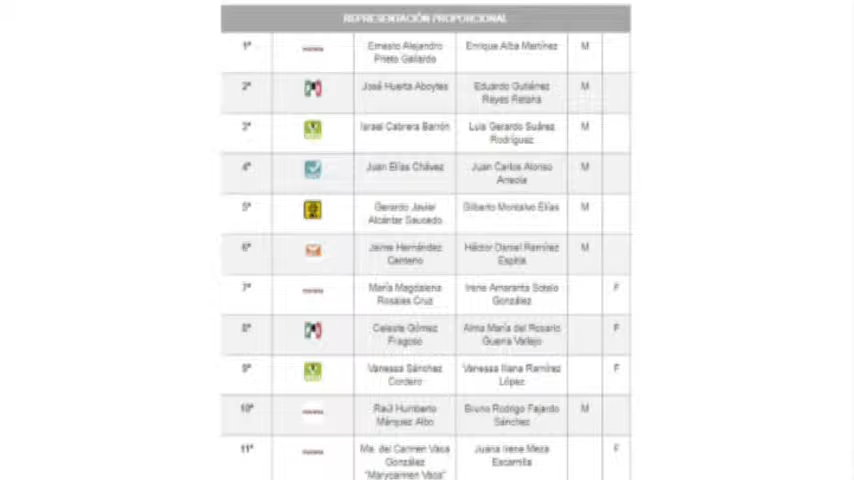 REPRESENTACIÓN PROPORCIONAL
1ª morena Ernesto Alejandro Enrique Alba Martínez M
Prieto Gallardo
2ª José Huerta Aboytes Eduardo Gutiérrez M
Reyes Retana
3ª Israel Cabrera Barrón Luis Gerardo Suárez M
Rodríguez
4ª Juan Elías Chávez Juan Carlos Alonso M
Arreola
5ª Gerardo Javier Gilberto Montalvo Elías M
Alcántar Saucedo
6ª Jaime Hernández Héctor Daniel Ramírez M
Centeno Espitia
7ª morena María Magdalena Irene Amaranta Sotelo F
Rosales Cruz González
8ª Celeste Gómez Alma María del Rosario F
Fragoso Guerra Vallejo
9ª Vanessa Sánchez Vanessa Iliana Ramírez F
Cordero López
10ª morena Raúl Humberto Bruno Rodrigo Fajardo M
Márquez Albo Sánchez
11ª morena Ma. del Carmen Vaca Juana Irene Meza F
González Escamilla
"Marycarmen Vaca"